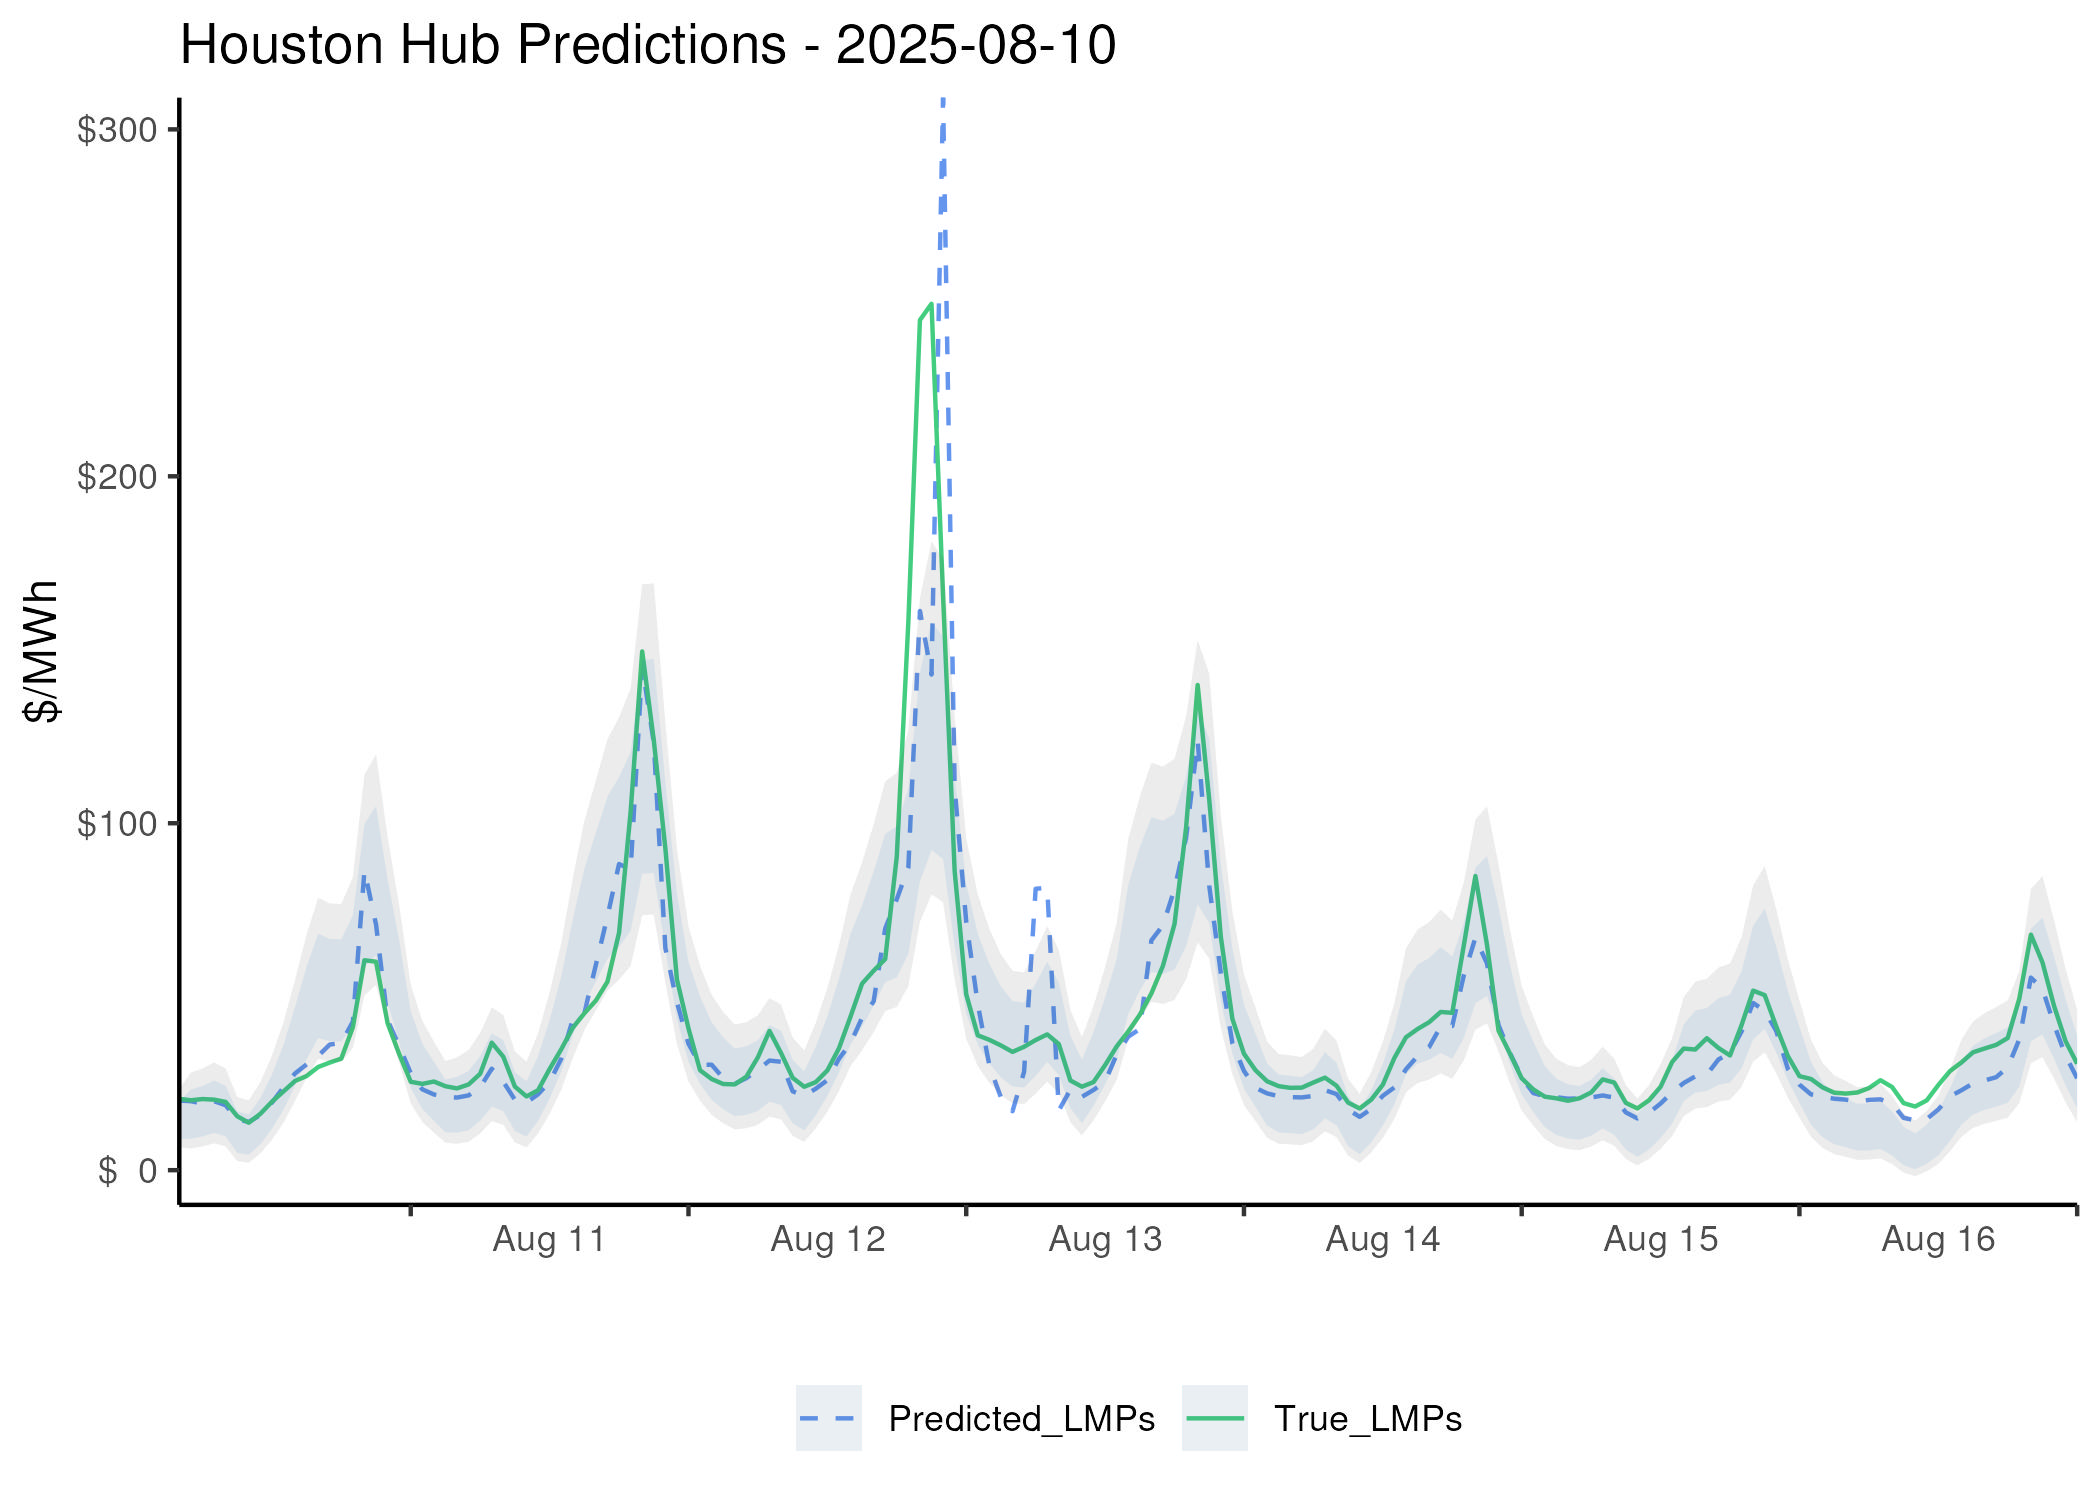 Houston Hub Predictions - 2025-08-10
$/MWh
$300
$200
$100
$ 0
Aug 11
Aug 12
Aug 13
Aug 14
Aug 15
Aug 16
Predicted_LMPs
True_LMPs